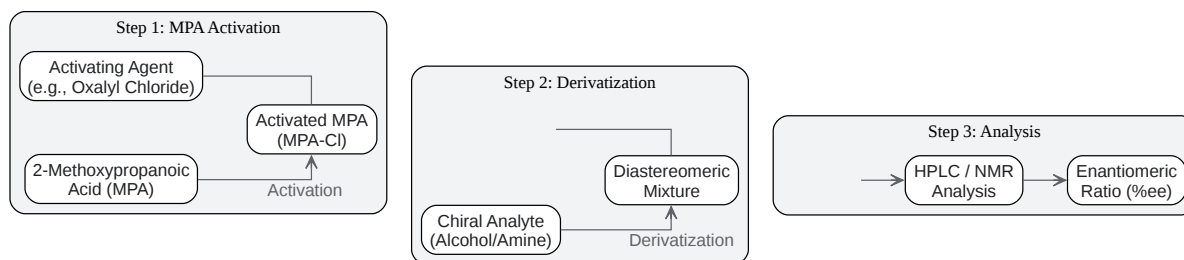 Step 1: MPA Activation
Activating Agent
(e.g., Oxalyl Chloride)
Activated MPA
(MPA-Cl)
2-Methoxypropanoic
Acid (MPA)
Activation
Step 2: Derivatization
Diastereomeric
Mixture
Chiral Analyte
(Alcohol/Amine)
Derivatization
Step 3: Analysis
HPLC / NMR
Analysis
Enantiomeric
Ratio (%ee)